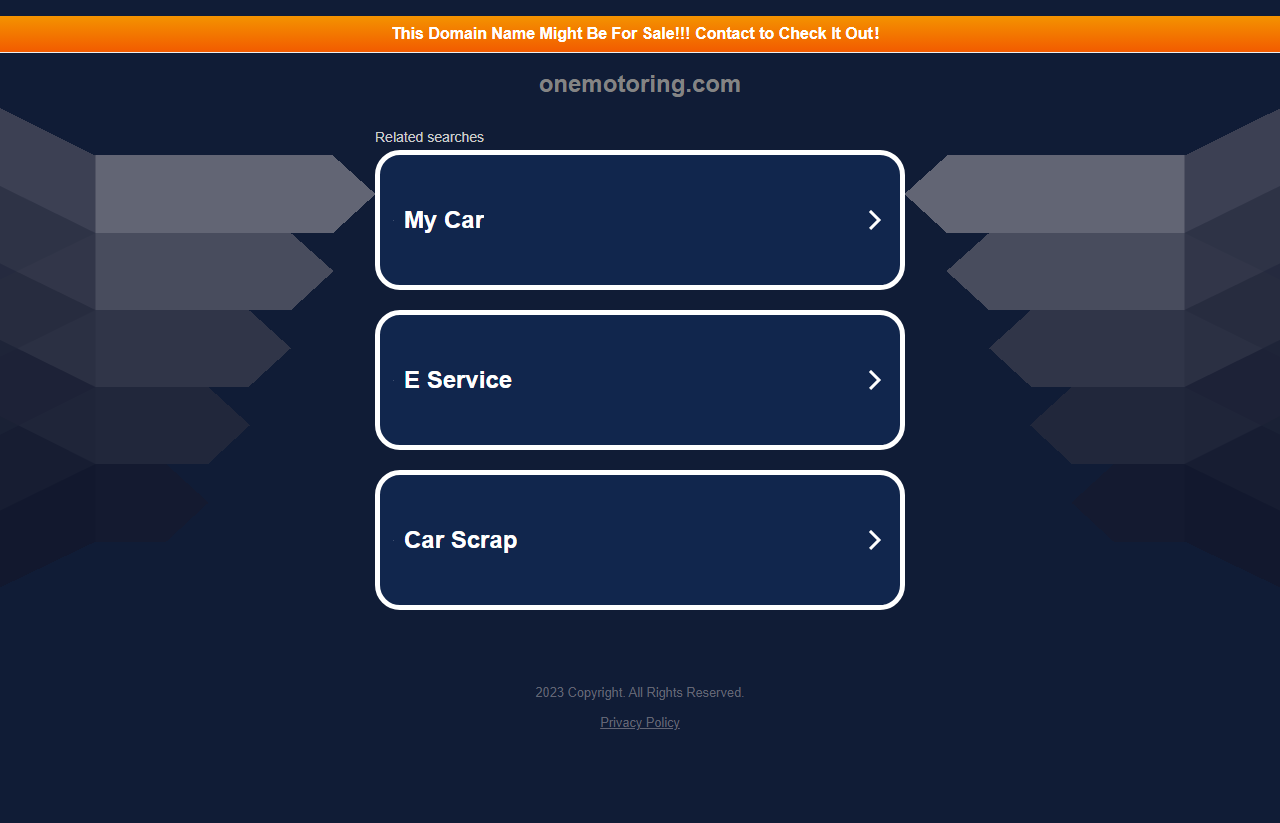 This Domain Name Might Be For Sale!!! Contact to Check It Out!
onemotoring.com
Related searches
My Car
E Service
Car Scrap
2023 Copyright. All Rights Reserved.
Privacy Policy